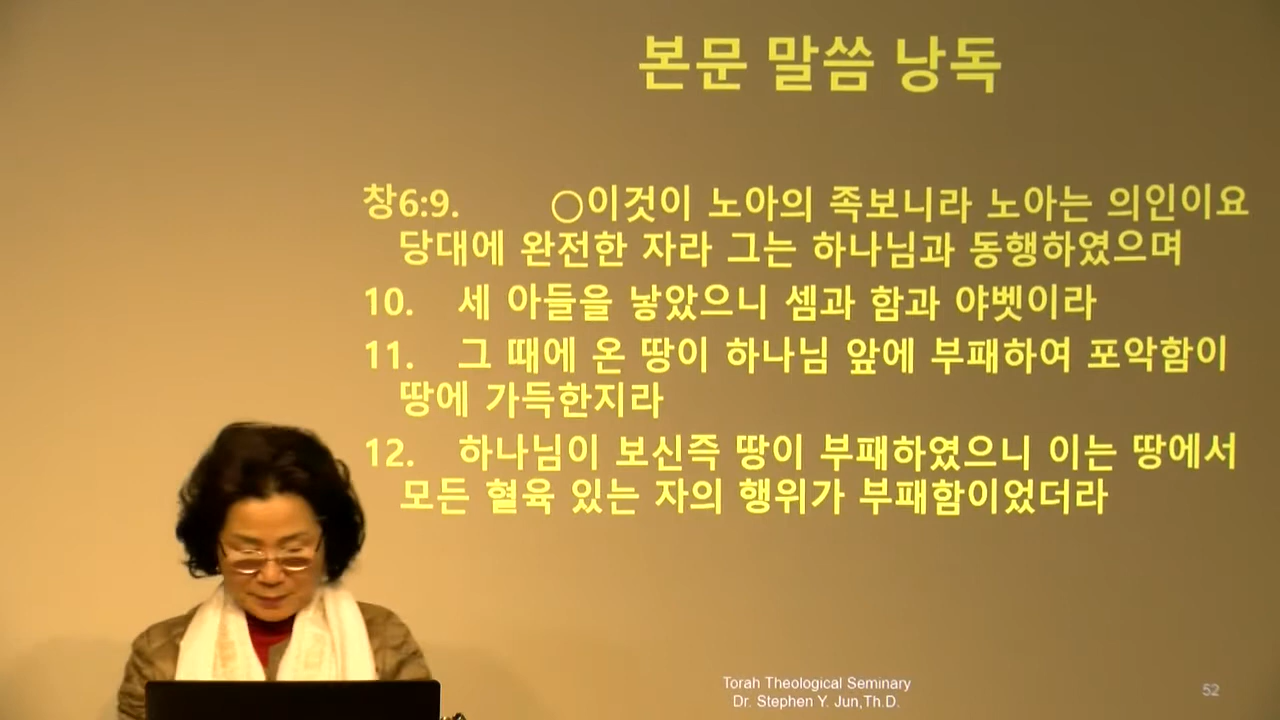 본문 말씀 낭독
창6:9. ○이것이 노아의 족보니라 노아는 의인이요
당대에 완전한 자라 그는 하나님과 동행하였으며
10. 세 아들을 낳았으니 셈과 함과 야벳이라
11. 그 때에 온 땅이 하나님 앞에 부패하여 포악함이
땅에 가득한지라
12. 하나님이 보신즉 땅이 부패하였으니 이는 땅에서
모든 혈육 있는 자의 행위가 부패함이었더라
Torah Theological Seminary
Dr. Stephen Y. Jun,Th.D.
52